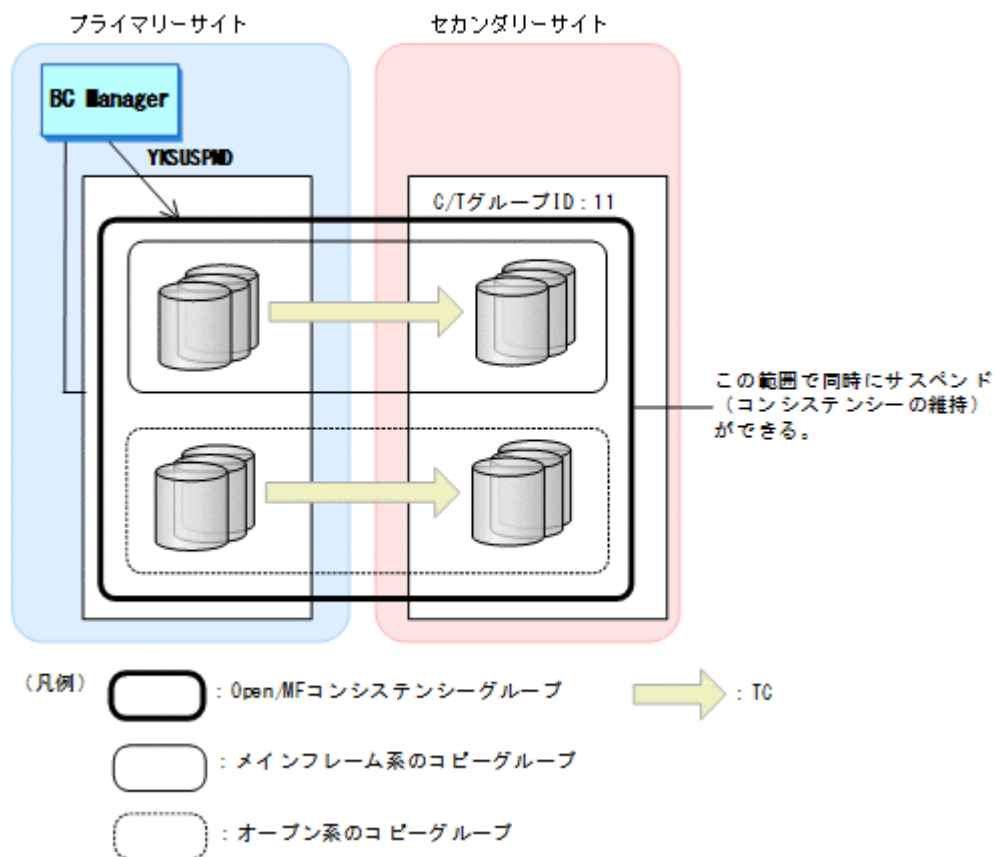 プライマリーサイト
セカンダリーサイト
BC Manager
YKSUSPND
C/TグループID：11
この範囲で同時にサスペンド
（コンシステンシーの維持）
ができる。
（凡例）
：Open/MFコンシステンシーグループ
：TC
：メインフレーム系のコピーグループ
：オープン系のコピーグループ